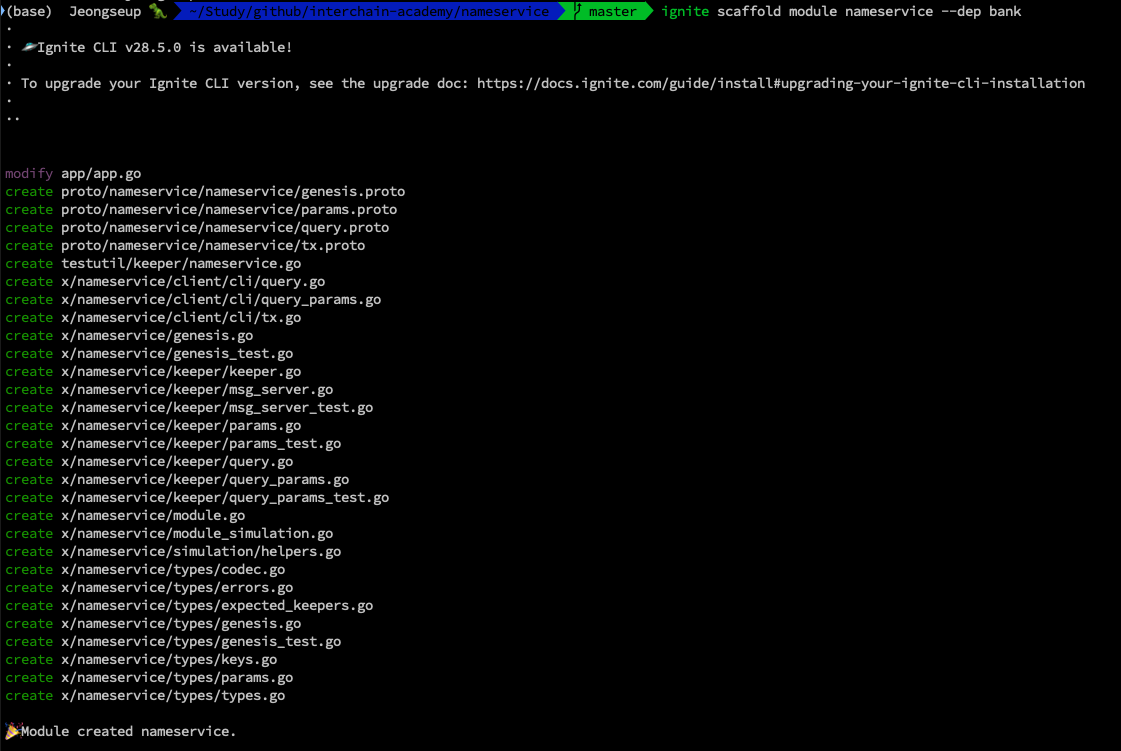 (base) Jeongseup 🦖 ~/Study/github/interchain-academy/nameservice master ignite scaffold module nameservice --dep bank
·
· 🛸Ignite CLI v28.5.0 is available!
·
· To upgrade your Ignite CLI version, see the upgrade doc: https://docs.ignite.com/guide/install#upgrading-your-ignite-cli-installation
·
··
modify app/app.go
create proto/nameservice/nameservice/genesis.proto
create proto/nameservice/nameservice/params.proto
create proto/nameservice/nameservice/query.proto
create proto/nameservice/nameservice/tx.proto
create testutil/keeper/nameservice.go
create x/nameservice/client/cli/query.go
create x/nameservice/client/cli/query_params.go
create x/nameservice/client/cli/tx.go
create x/nameservice/genesis.go
create x/nameservice/genesis_test.go
create x/nameservice/keeper/keeper.go
create x/nameservice/keeper/msg_server.go
create x/nameservice/keeper/msg_server_test.go
create x/nameservice/keeper/params.go
create x/nameservice/keeper/params_test.go
create x/nameservice/keeper/query.go
create x/nameservice/keeper/query_params.go
create x/nameservice/keeper/query_params_test.go
create x/nameservice/module.go
create x/nameservice/module_simulation.go
create x/nameservice/simulation/helpers.go
create x/nameservice/types/codec.go
create x/nameservice/types/errors.go
create x/nameservice/types/expected_keepers.go
create x/nameservice/types/genesis.go
create x/nameservice/types/genesis_test.go
create x/nameservice/types/keys.go
create x/nameservice/types/params.go
create x/nameservice/types/types.go
🎉Module created nameservice.